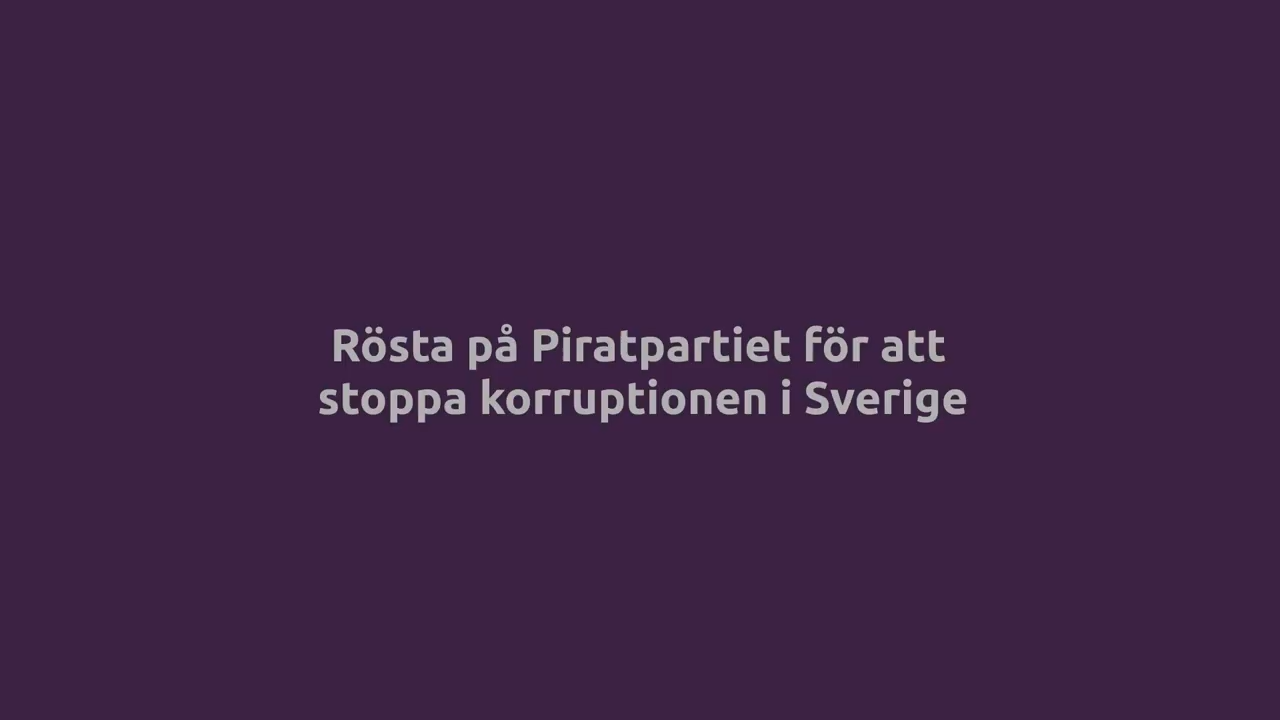 Rösta på Piratpartiet för att
stoppa korruptionen i Sverige